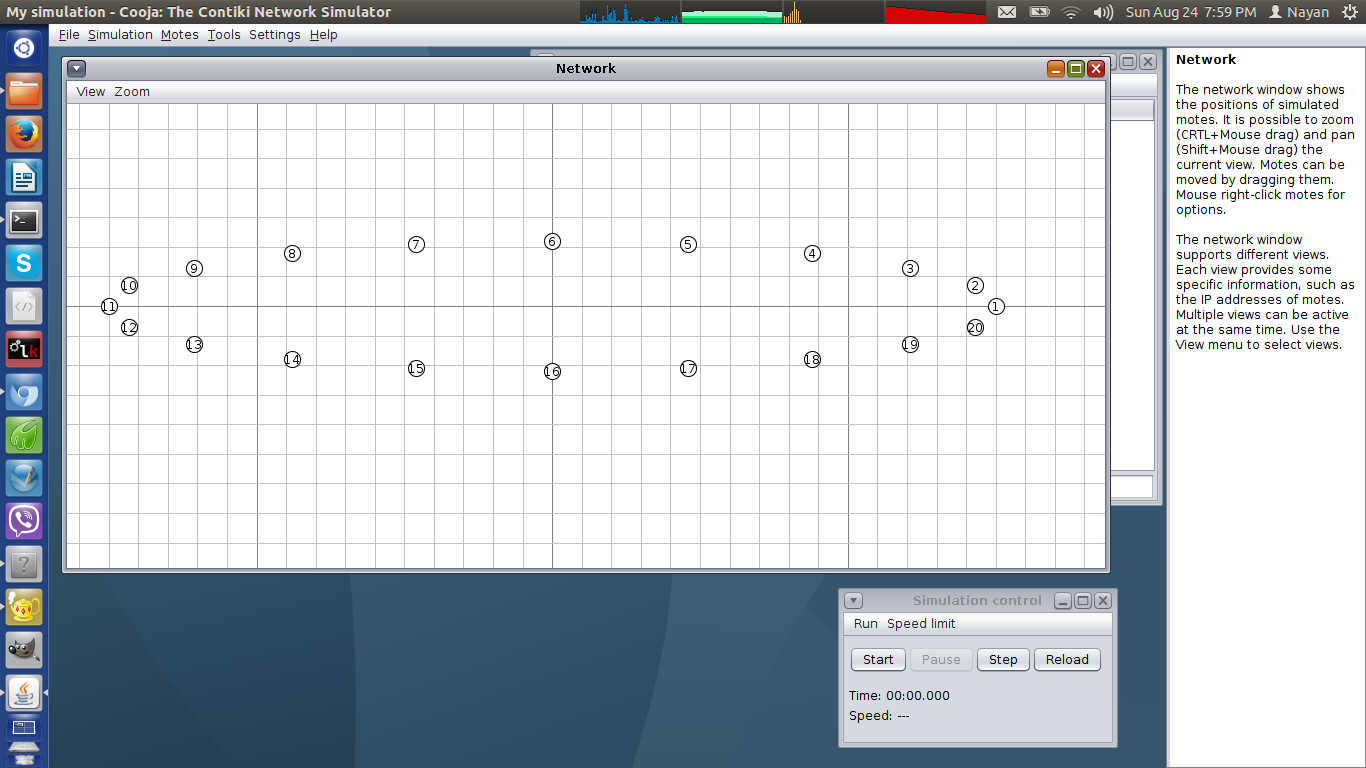 My simulation - Cooja: The Contiki Network Simulator
Sun Aug 24 7:59 PM Nayan
File Simulation Motes Tools Settings Help
Network
View Zoom
6
7 5
8 4
9 3
10 2
11 1
12 20
13 19
14 18
15 17
16
Network
The network window shows
the positions of simulated
motes. It is possible to zoom
(CRTL+Mouse drag) and pan
(Shift+Mouse drag) the
current view. Motes can be
moved by dragging them.
Mouse right-click motes for
options.
The network window
supports different views.
Each view provides some
specific information, such as
the IP addresses of motes.
Multiple views can be active
at the same time. Use the
View menu to select views.
Simulation control
Run Speed limit
Start Pause Step Reload
Time: 00:00.000
Speed: ---
S
lk